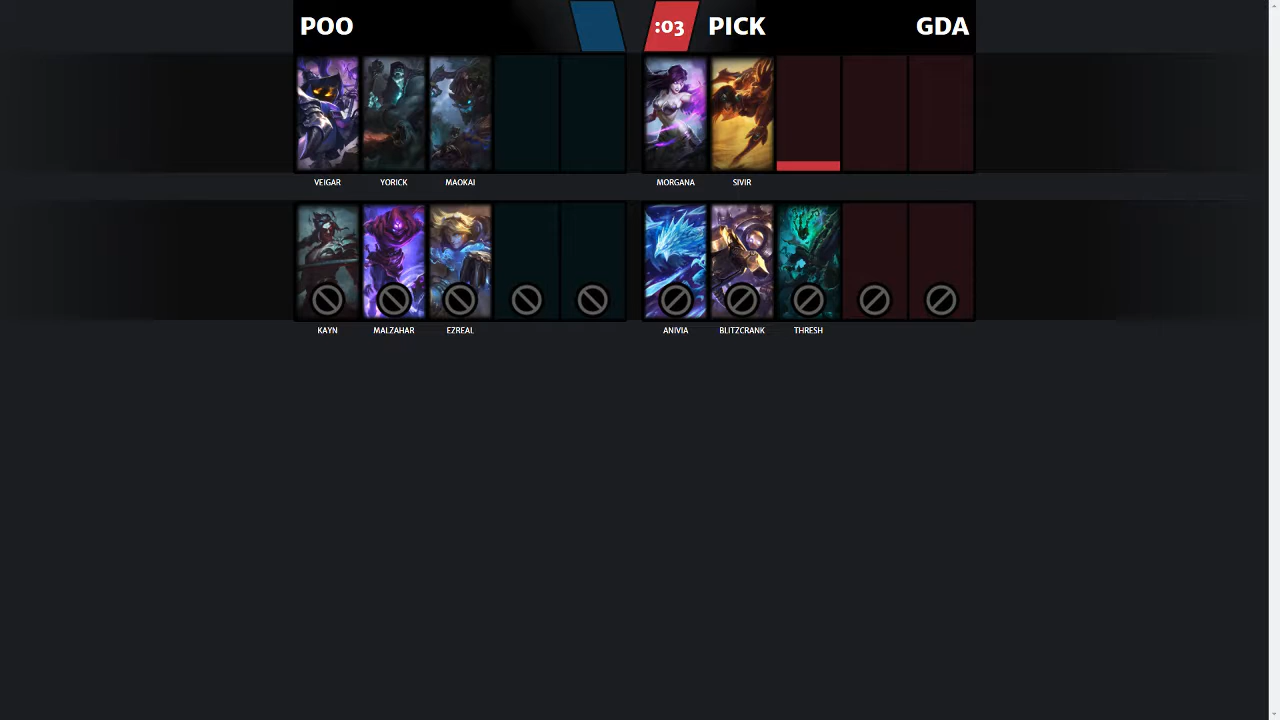 POO
:03 PICK
GDA
VEIGAR YORICK MAOKAI
MORGANA SIVIR
KAYN MALZAHAR EZREAL
ANIVIA BLITZCRANK THRESH